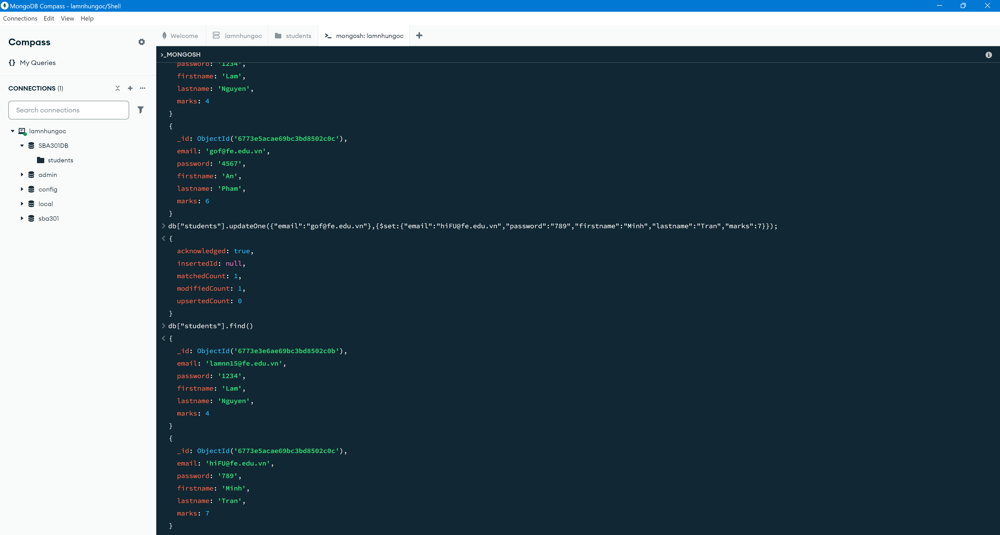 MongoDB Compass - lamnhungoc/Shell
Connections Edit View Help
Compass
{} My Queries
CONNECTIONS (1)
Search connections
lamnhungoc
SBA301DB
students
admin
config
local
sba301
Welcome lamnhungoc students >_ mongosh: lamnhungoc +
>_MONGOSH
password: '1234',
firstname: 'Lam',
lastname: 'Nguyen',
marks: 4
}
{
_id: ObjectId('6773e5acae69bc3bd8502c0c'),
email: 'gof@fe.edu.vn',
password: '4567',
firstname: 'An',
lastname: 'Pham',
marks: 6
}
> db["students"].updateOne({"email":"gof@fe.edu.vn"},{$set:{"email":"hiFU@fe.edu.vn","password":"789","firstname":"Minh","lastname":"Tran","marks":7}});
< {
acknowledged: true,
insertedId: null,
matchedCount: 1,
modifiedCount: 1,
upsertedCount: 0
}
> db["students"].find()
< {
_id: ObjectId('6773e3e6ae69bc3bd8502c0b'),
email: 'lamnn15@fe.edu.vn',
password: '1234',
firstname: 'Lam',
lastname: 'Nguyen',
marks: 4
}
{
_id: ObjectId('6773e5acae69bc3bd8502c0c'),
email: 'hiFU@fe.edu.vn',
password: '789',
firstname: 'Minh',
lastname: 'Tran',
marks: 7
}